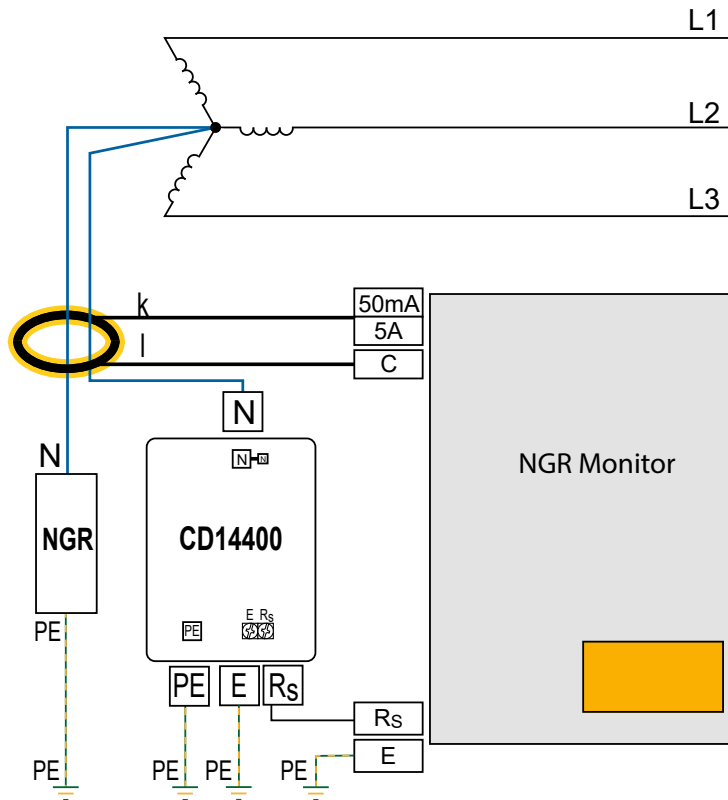 L1
L2
L3
k
50mA
5A
l
C
N
N
N
N
NGR Monitor
NGR
CD14400
E Rs
PE
PE
PE
E
Rs
Rs
E
PE
PE
PE
PE